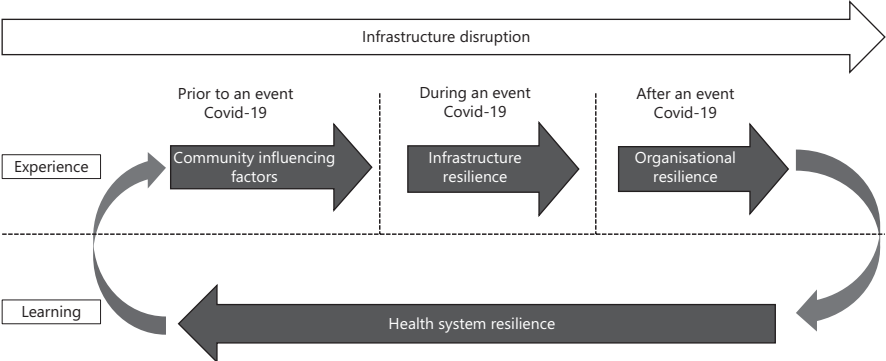 Infrastructure disruption
Prior to an event
Covid-19
During an event
Covid-19
After an event
Covid-19
Experience
Community influencing
factors
Infrastructure
resilience
Organisational
resilience
Learning
Health system resilience